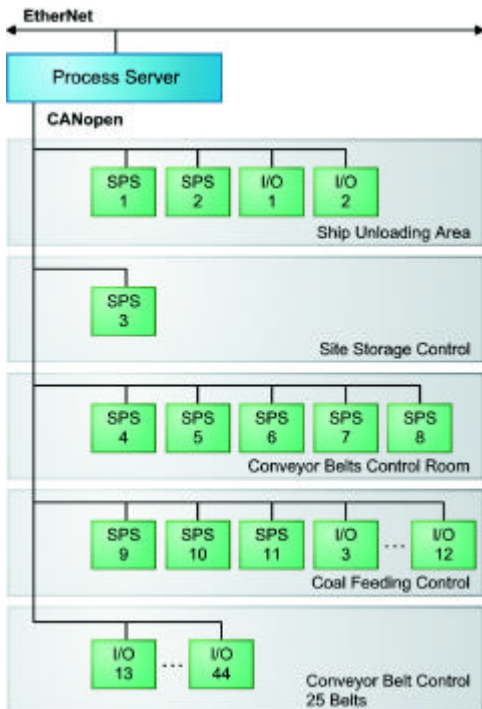 EtherNet
Process Server
CANopen
SPS 1
SPS 2
I/O 1
I/O 2
Ship Unloading Area
SPS 3
Site Storage Control
SPS 4
SPS 5
SPS 6
SPS 7
SPS 8
Conveyor Belts Control Room
SPS 9
SPS 10
SPS 11
I/O 3
...
I/O 12
Coal Feeding Control
I/O 13
...
I/O 44
Conveyor Belt Control
25 Belts